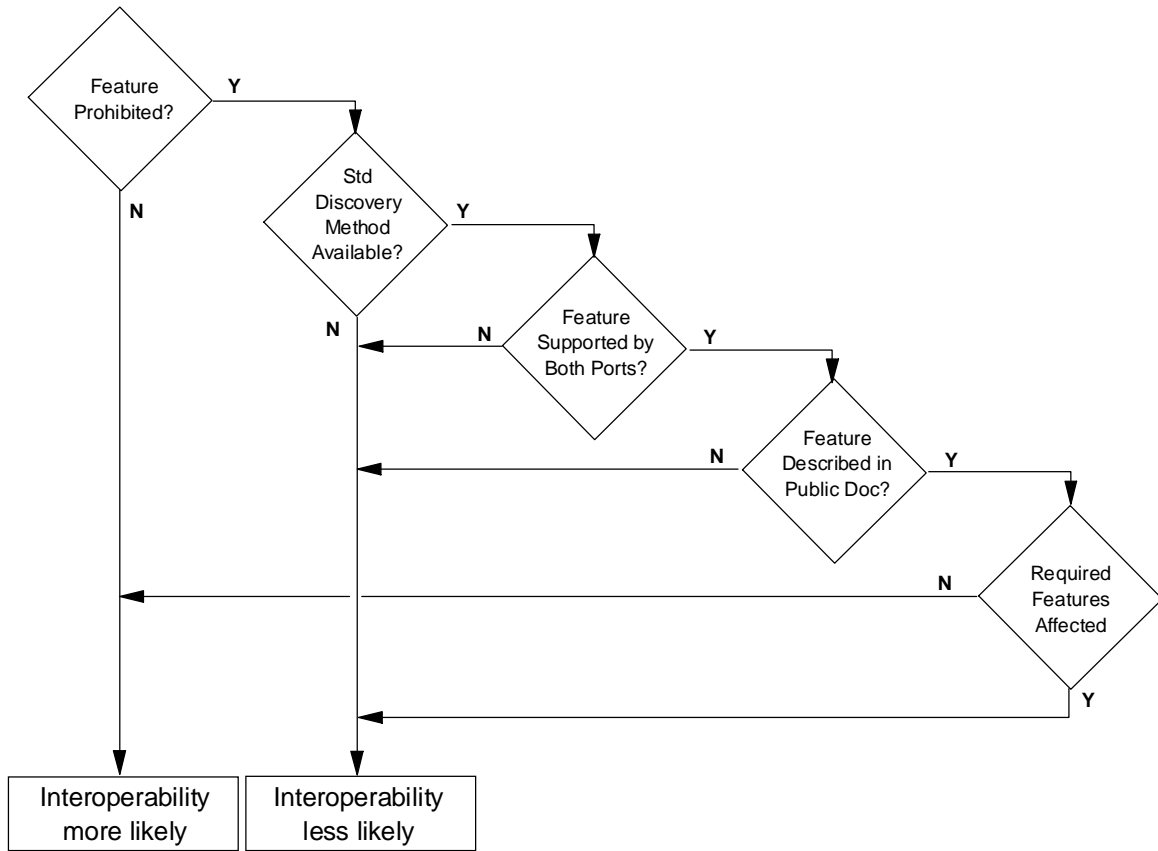 Feature
Prohibited?
Y
N
Std
Discovery
Method
Available?
Y
N
Feature
Supported by
Both Ports?
N
Y
Feature
Described in
Public Doc?
N
Y
Required
Features
Affected
N
Y
Interoperability
more likely
Interoperability
less likely